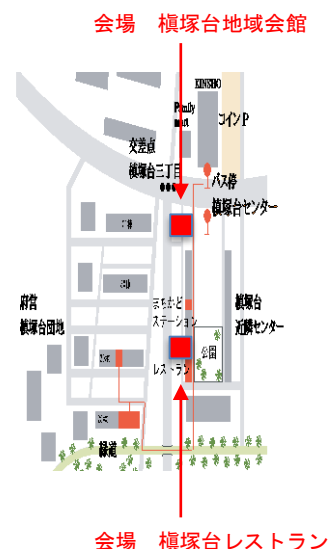 会場　槇塚台地域会館
KINSHO
Family
mart
コインP
交差点
槇塚台三丁目
バス停
槇塚台センター
まちかど
ステーション
府営
槇塚台団地
槇塚台
近隣センター
公園
レストラン
緑道
会場　槇塚台レストラン